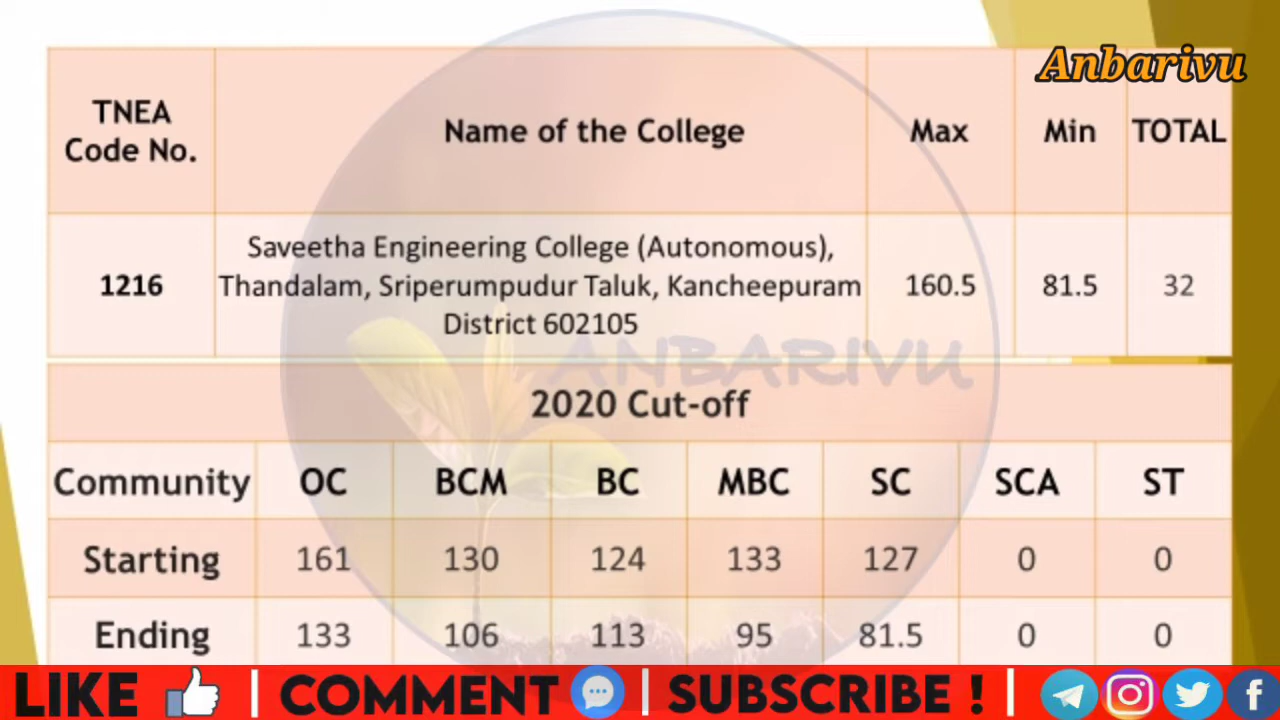 Anbarivu
TNEA
Code No.
Name of the College
Max
Min
TOTAL
1216
Saveetha Engineering College (Autonomous),
Thandalam, Sriperumpudur Taluk, Kancheepuram
District 602105
160.5
81.5
32
ANBARIVU
2020 Cut-off
Community OC BCM BC MBC SC SCA ST
Starting 161 130 124 133 127 0 0
Ending 133 106 113 95 81.5 0 0
LIKE | COMMENT | SUBSCRIBE ! |